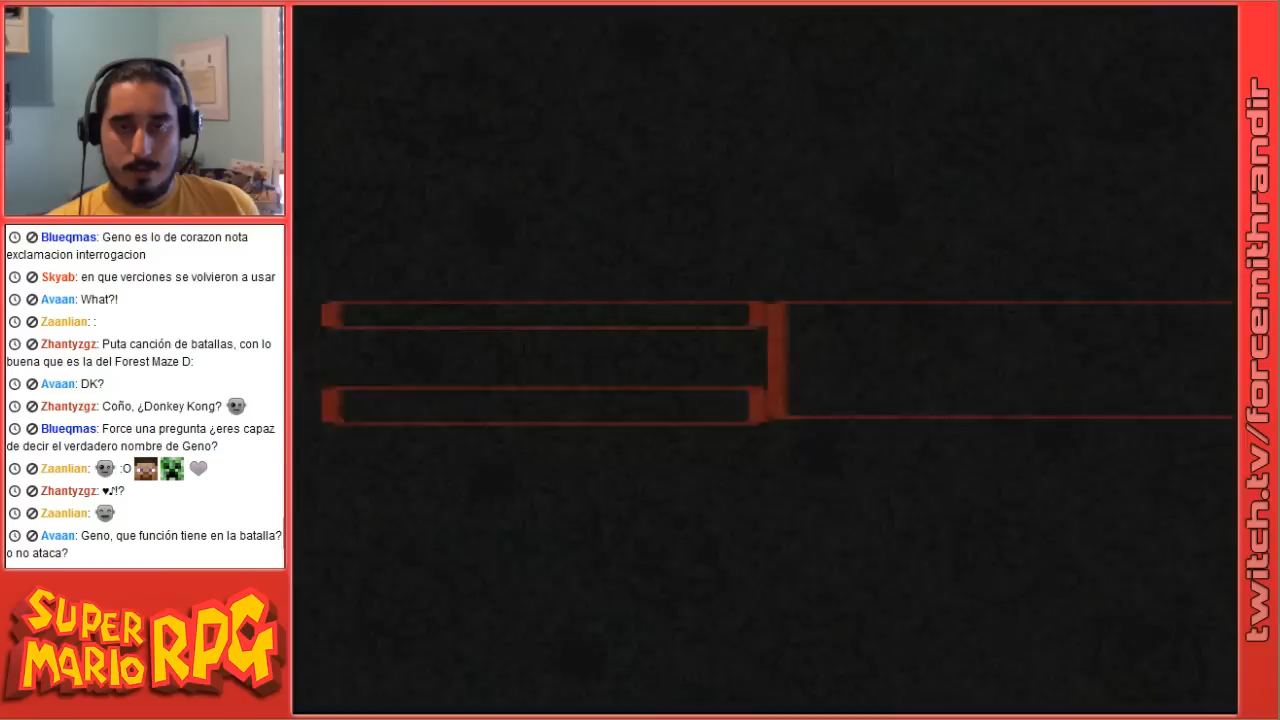 Blueqmas: Geno es lo de corazon nota
exclamacion interrogacion
Skyab: en que verciones se volvieron a usar
Avaan: What?!
Zaanlian: :
Zhantyzgz: Puta canción de batallas, con lo
buena que es la del Forest Maze D:
Avaan: DK?
Zhantyzgz: Coño, ¿Donkey Kong?
Blueqmas: Force una pregunta ¿eres capaz
de decir el verdadero nombre de Geno?
Zaanlian: :O
Zhantyzgz: ♥♪!?
Zaanlian:
Avaan: Geno, que función tiene en la batalla?
o no ataca?
SUPER
MARIO RPG
twitch.tv/forcemithrandir